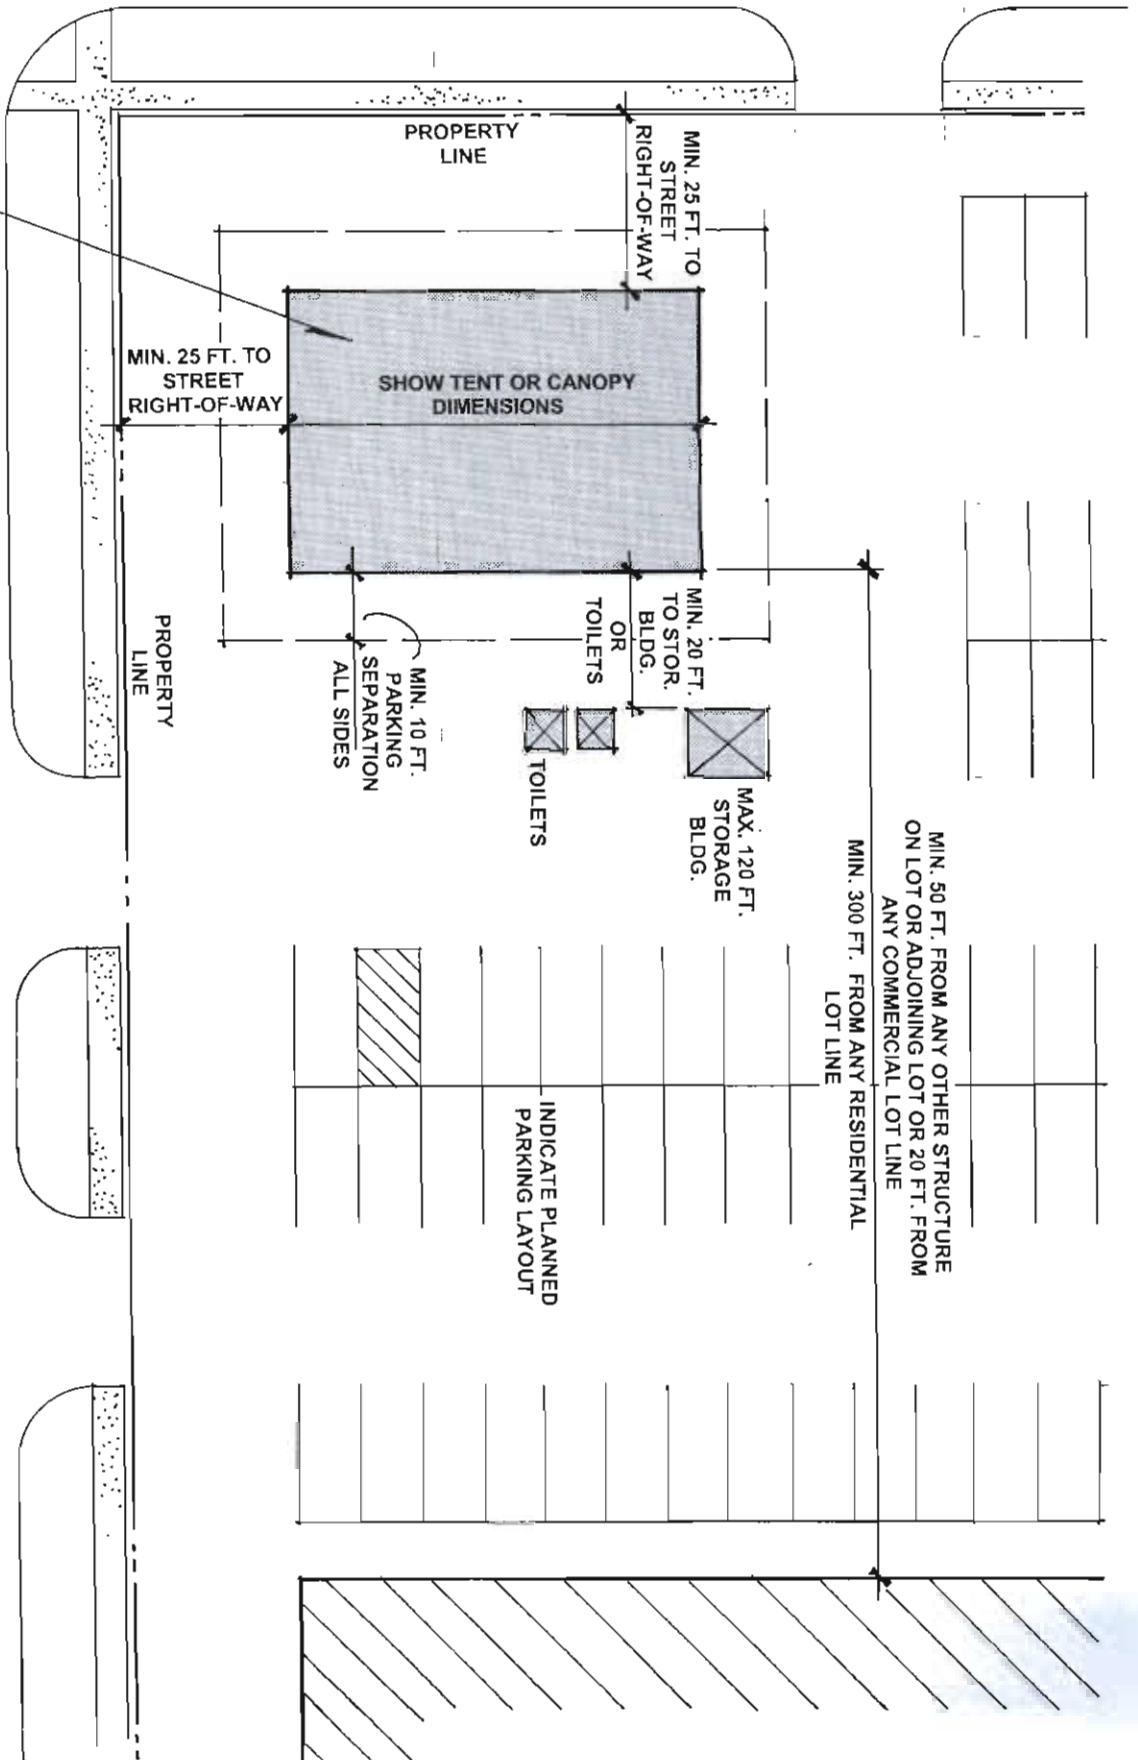 PROPERTY
LINE
MIN. 25 FT. TO
STREET
RIGHT-OF-WAY
MIN. 25 FT. TO
STREET
RIGHT-OF-WAY
SHOW TENT OR CANOPY
DIMENSIONS
PROPERTY
LINE
MIN. 20 FT.
TO STOR.
BLDG.
OR
TOILETS
MIN. 10 FT.
PARKING
SEPARATION
ALL SIDES
TOILETS
MAX. 120 FT.
STORAGE
BLDG.
MIN. 50 FT. FROM ANY OTHER STRUCTURE
ON LOT OR ADJOINING LOT OR 20 FT. FROM
ANY COMMERCIAL LOT LINE
MIN. 300 FT. FROM ANY RESIDENTIAL
LOT LINE
INDICATE PLANNED
PARKING LAYOUT